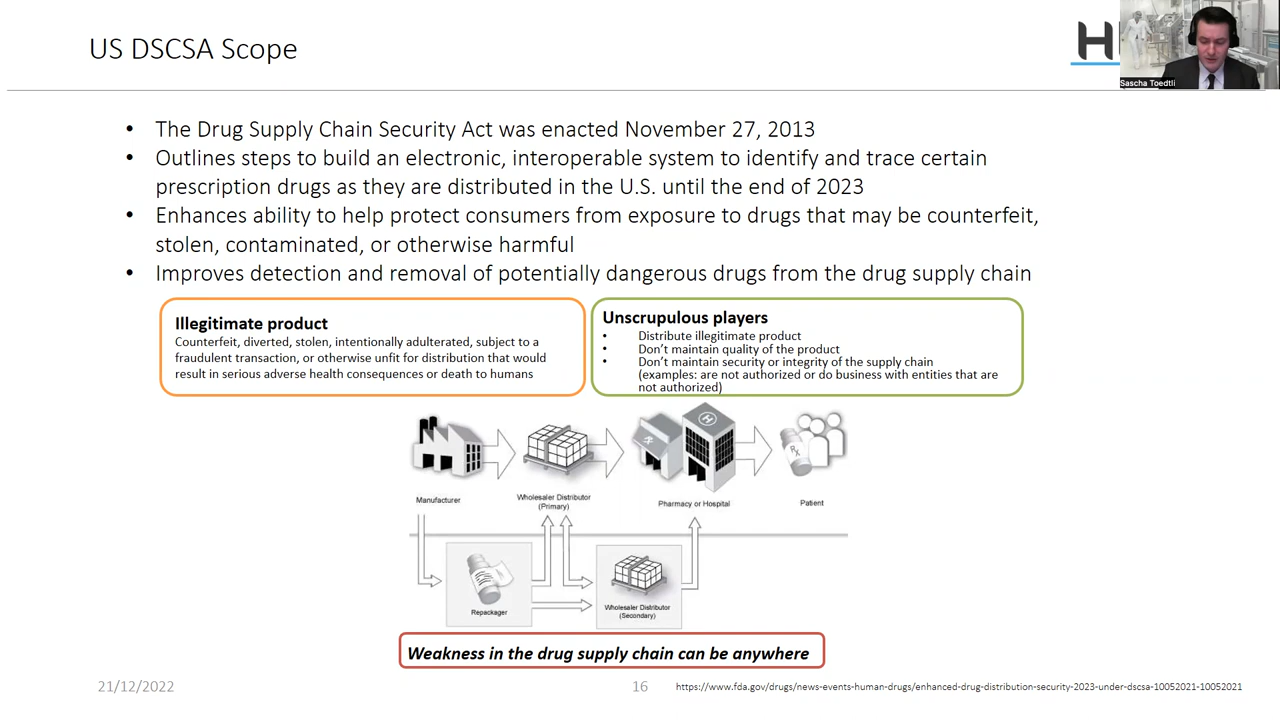 US DSCSA Scope
H
Sascha Toedtli
• The Drug Supply Chain Security Act was enacted November 27, 2013
• Outlines steps to build an electronic, interoperable system to identify and trace certain
prescription drugs as they are distributed in the U.S. until the end of 2023
• Enhances ability to help protect consumers from exposure to drugs that may be counterfeit,
stolen, contaminated, or otherwise harmful
• Improves detection and removal of potentially dangerous drugs from the drug supply chain
Illegitimate product
Counterfeit, diverted, stolen, intentionally adulterated, subject to a
fraudulent transaction, or otherwise unfit for distribution that would
result in serious adverse health consequences or death to humans
Unscrupulous players
• Distribute illegitimate product
• Don't maintain quality of the product
• Don't maintain security or integrity of the supply chain
(examples: are not authorized or do business with entities that are
not authorized)
H
Rx
Rx
Manufacturer
Wholesaler Distributor
(Primary)
Pharmacy or Hospital
Patient
Repackager
Wholesaler Distributor
(Secondary)
Weakness in the drug supply chain can be anywhere
21/12/2022
16
https://www.fda.gov/drugs/news-events-human-drugs/enhanced-drug-distribution-security-2023-under-dscsa-10052021-10052021